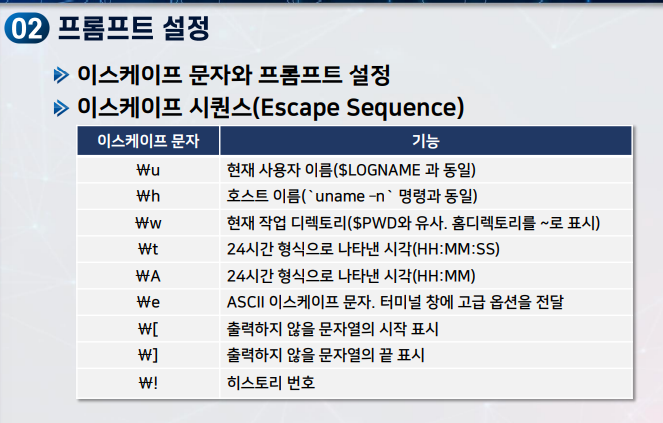 02 프롬프트 설정
이스케이프 문자와 프롬프트 설정
이스케이프 시퀀스(Escape Sequence)
이스케이프 문자 기능
₩u 현재 사용자 이름($LOGNAME 과 동일)
₩h 호스트 이름(`uname –n` 명령과 동일)
₩w 현재 작업 디렉토리($PWD와 유사. 홈디렉토리를 ~로 표시)
₩t 24시간 형식으로 나타낸 시각(HH:MM:SS)
₩A 24시간 형식으로 나타낸 시각(HH:MM)
₩e ASCII 이스케이프 문자. 터미널 창에 고급 옵션을 전달
₩[ 출력하지 않을 문자열의 시작 표시
₩] 출력하지 않을 문자열의 끝 표시
₩! 히스토리 번호